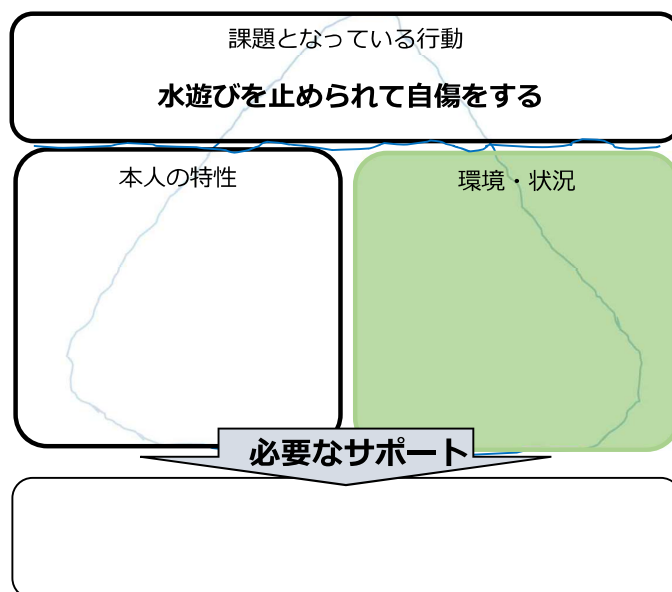 課題となっている行動
水遊びを止められて自傷をする
本人の特性
環境・状況
必要なサポート